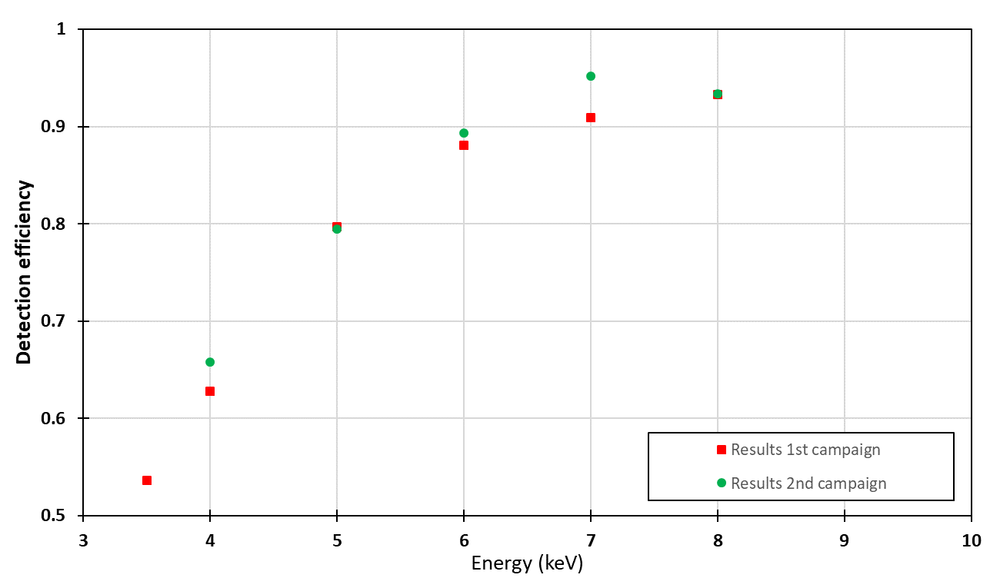 1
0.9
0.8
0.7
0.6
0.5
Detection efficiency
3 4 5 6 7 8 9 10
Energy (keV)
Results 1st campaign
Results 2nd campaign